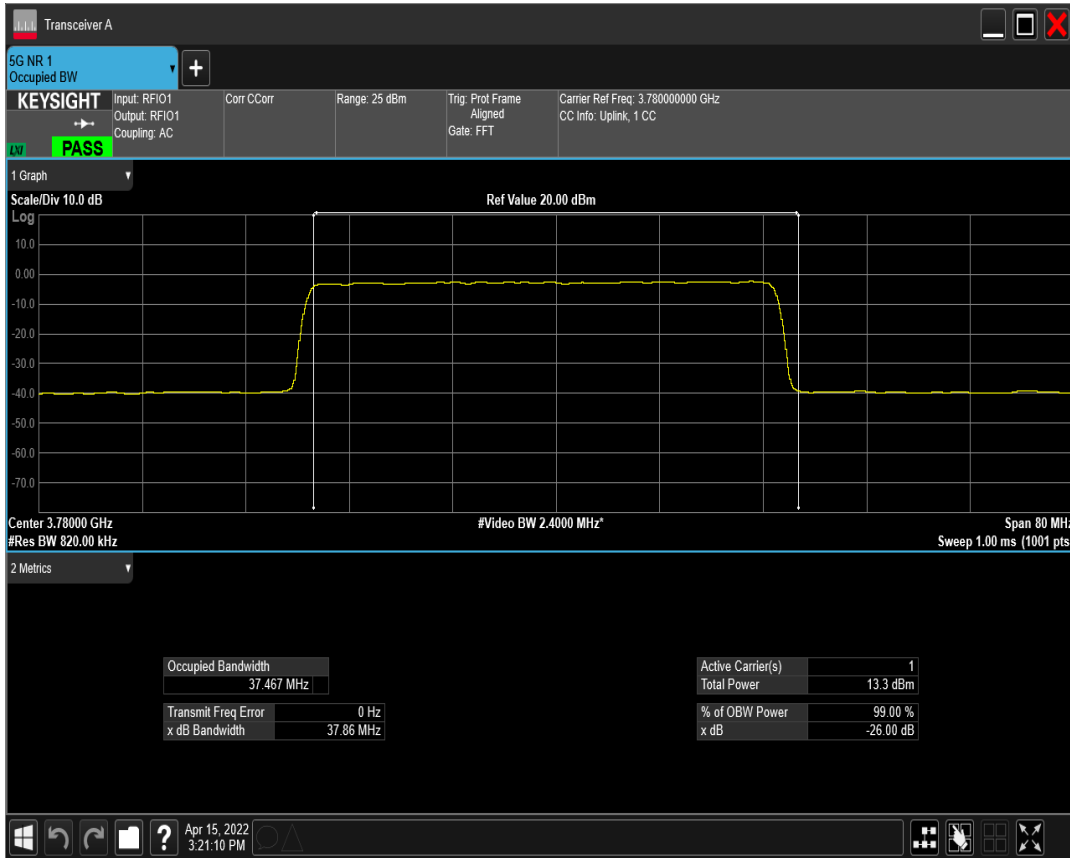 Transceiver A
5G NR 1
Occupied BW
KEYSIGHT
LXI
PASS
Input: RFIO1
Output: RFIO1
Coupling: AC
Corr CCorr
Range: 25 dBm
Trig: Prot Frame
Aligned
Gate: FFT
Carrier Ref Freq: 3.780000000 GHz
CC Info: Uplink, 1 CC
1 Graph
Scale/Div 10.0 dB
Ref Value 20.00 dBm
Log
10.0
0.00
-10.0
-20.0
-30.0
-40.0
-50.0
-60.0
-70.0
Center 3.78000 GHz
#Video BW 2.4000 MHz*
Span 80 MHz
#Res BW 820.00 kHz
Sweep 1.00 ms (1001 pts
2 Metrics
Occupied Bandwidth
37.467 MHz
Transmit Freq Error 0 Hz
x dB Bandwidth 37.86 MHz
Active Carrier(s) 1
Total Power 13.3 dBm
% of OBW Power 99.00 %
x dB -26.00 dB
?
Apr 15, 2022
3:21:10 PM